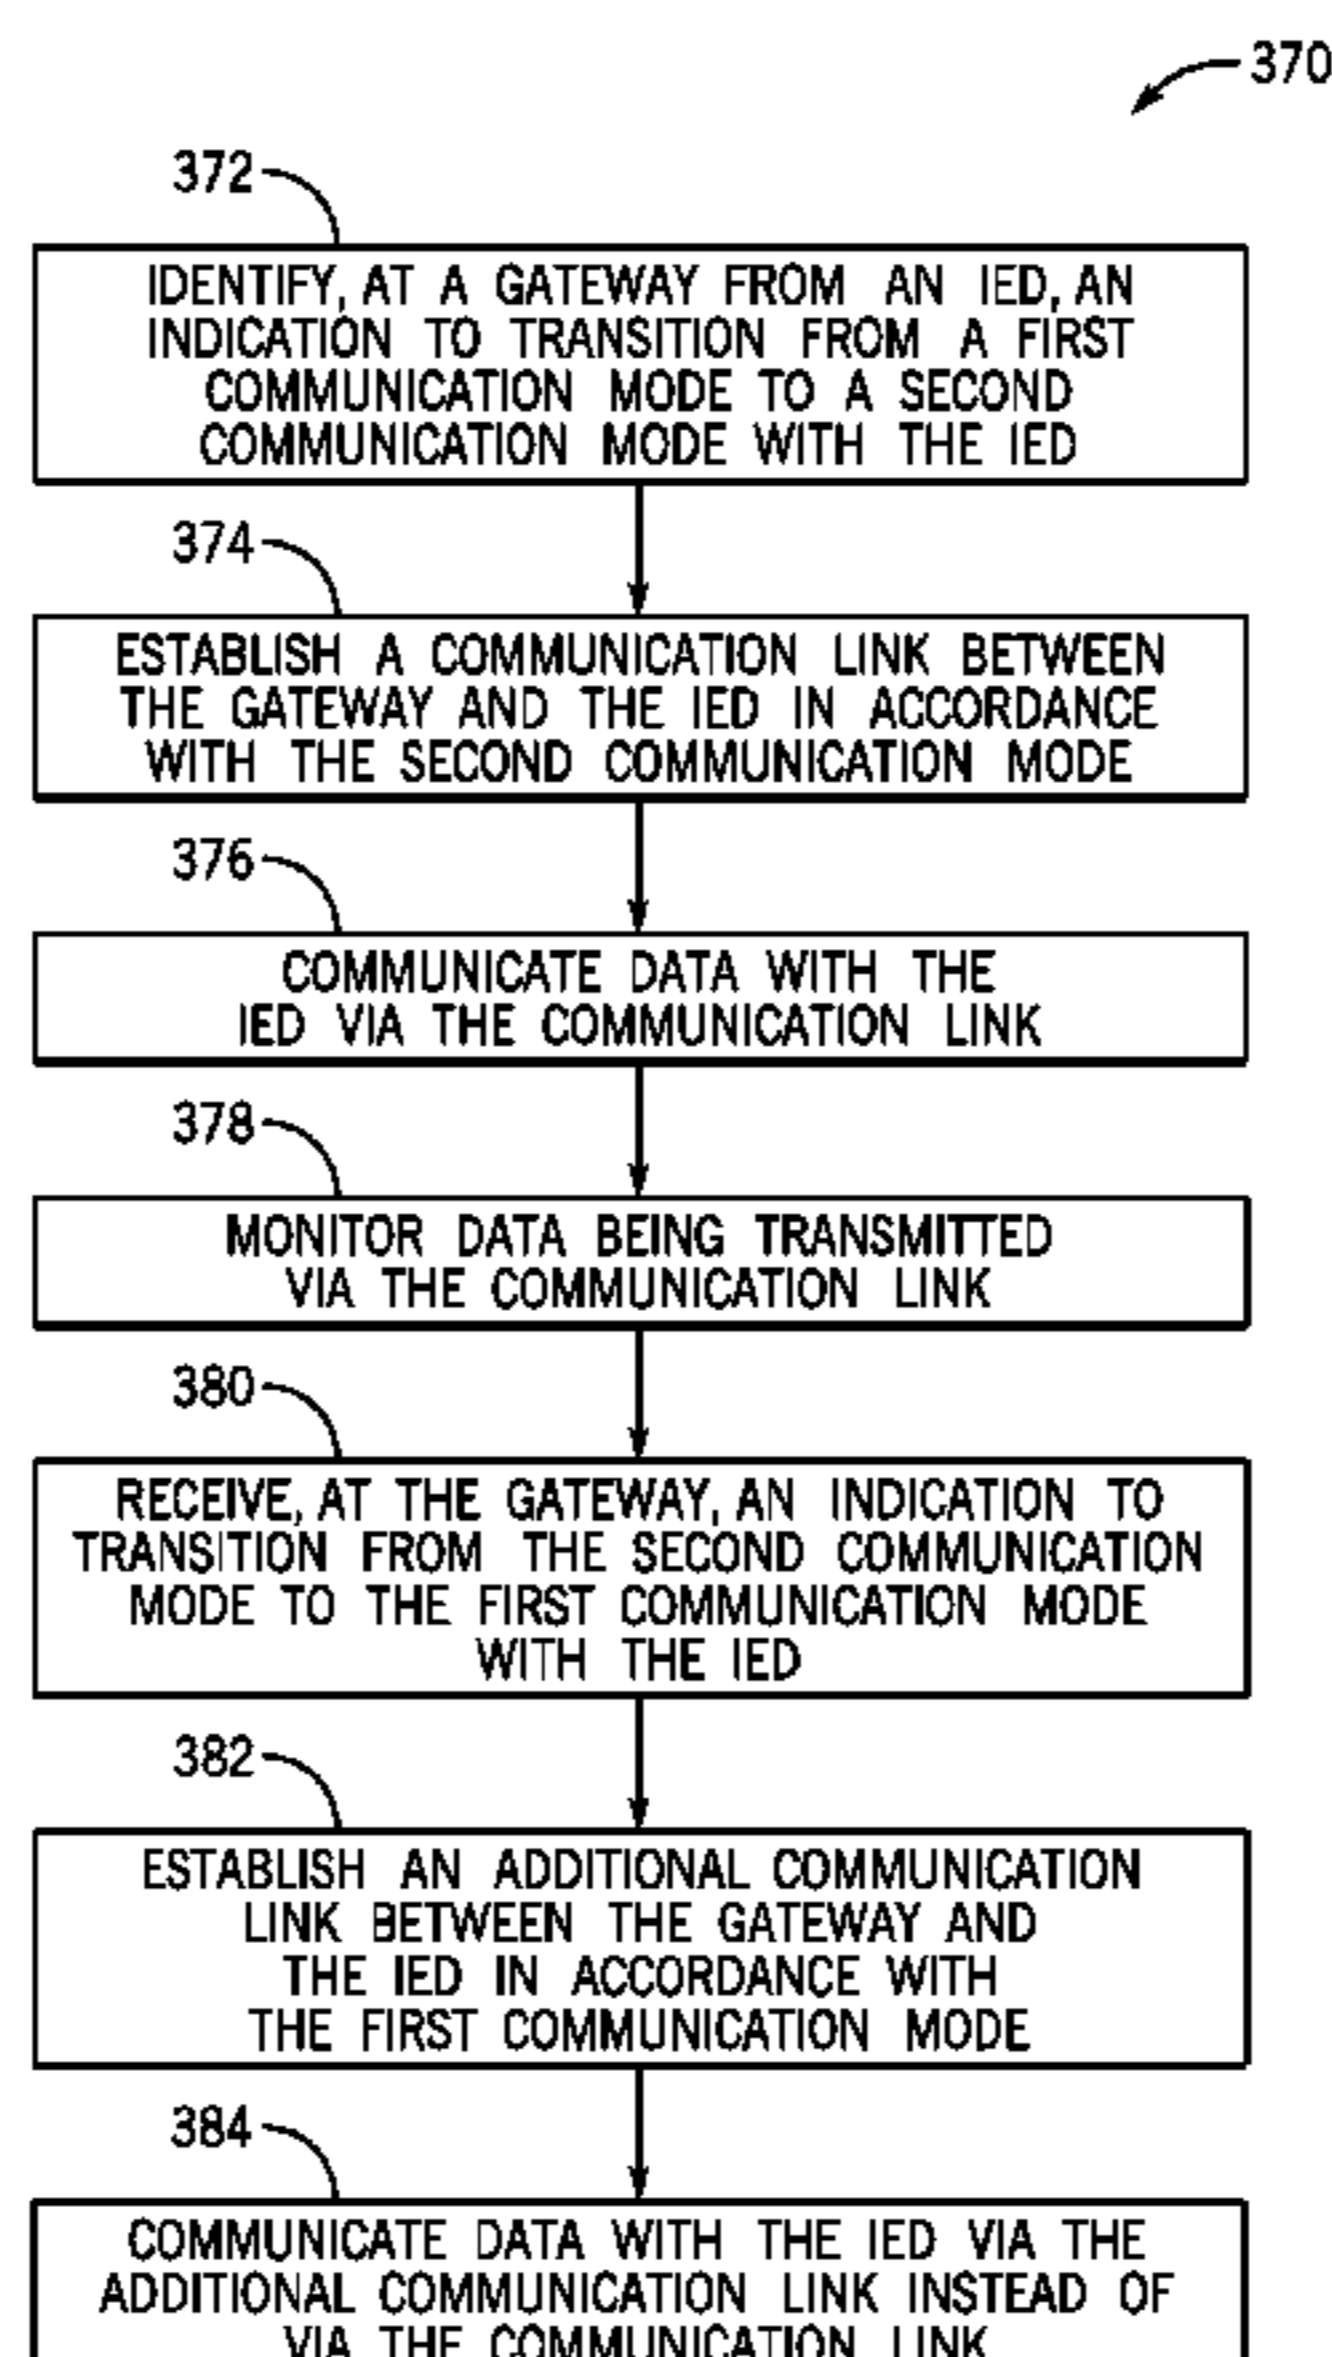 370
372
IDENTIFY, AT A GATEWAY FROM AN IED, AN
INDICATION TO TRANSITION FROM A FIRST
COMMUNICATION MODE TO A SECOND
COMMUNICATION MODE WITH THE IED
374
ESTABLISH A COMMUNICATION LINK BETWEEN
THE GATEWAY AND THE IED IN ACCORDANCE
WITH THE SECOND COMMUNICATION MODE
376
COMMUNICATE DATA WITH THE
IED VIA THE COMMUNICATION LINK
378
MONITOR DATA BEING TRANSMITTED
VIA THE COMMUNICATION LINK
380
RECEIVE, AT THE GATEWAY, AN INDICATION TO
TRANSITION FROM THE SECOND COMMUNICATION
MODE TO THE FIRST COMMUNICATION MODE
WITH THE IED
382
ESTABLISH AN ADDITIONAL COMMUNICATION
LINK BETWEEN THE GATEWAY AND
THE IED IN ACCORDANCE WITH
THE FIRST COMMUNICATION MODE
384
COMMUNICATE DATA WITH THE IED VIA THE
ADDITIONAL COMMUNICATION LINK INSTEAD OF
VIA THE COMMUNICATION LINK